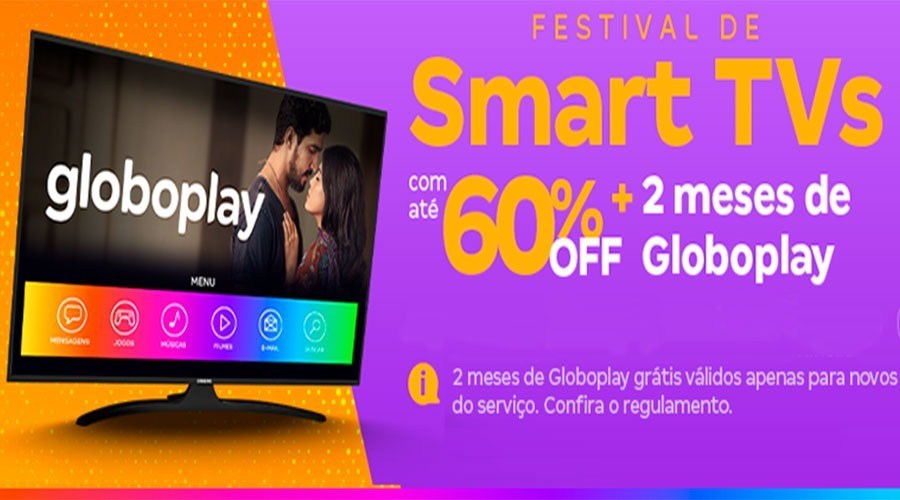 FESTIVAL DE
Smart TVs
com até 60% OFF + 2 meses de Globoplay
globoplay
MENU
MENSAGENS JOGOS MÚSICAS FILMES E-MAIL
SAMSUNG
2 meses de Globoplay grátis válidos apenas para novos
do serviço. Confira o regulamento.